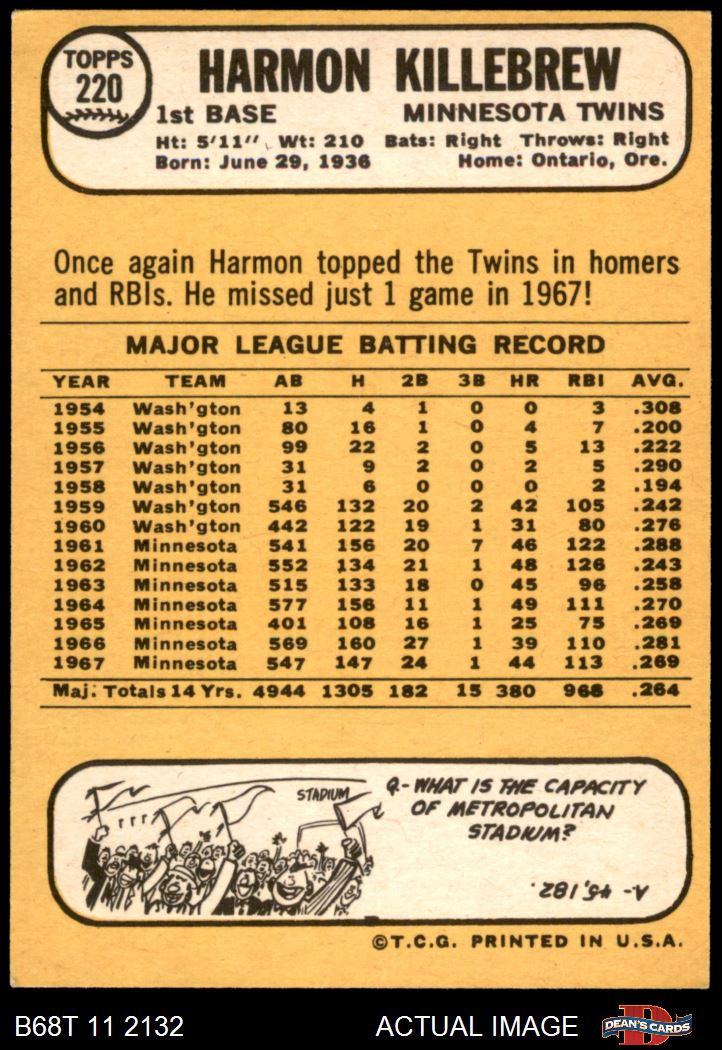 TOPPS
220
HARMON KILLEBREW
1st BASE MINNESOTA TWINS
Ht: 5'11" Wt: 210 Bats: Right Throws: Right
Born: June 29, 1936 Home: Ontario, Ore.
Once again Harmon topped the Twins in homers
and RBIs. He missed just 1 game in 1967!
MAJOR LEAGUE BATTING RECORD
YEAR TEAM AB H 2B 3B HR RBI AVG.
1954 Wash'gton 13 4 1 0 0 3 .308
1955 Wash'gton 80 16 1 0 4 7 .200
1956 Wash'gton 99 22 2 0 5 13 .222
1957 Wash'gton 31 9 2 0 2 5 .290
1958 Wash'gton 31 6 0 0 0 2 .194
1959 Wash'gton 546 132 20 2 42 105 .242
1960 Wash'gton 442 122 19 1 31 80 .276
1961 Minnesota 541 156 20 7 46 122 .288
1962 Minnesota 552 134 21 1 48 126 .243
1963 Minnesota 515 133 18 0 45 96 .258
1964 Minnesota 577 156 11 1 49 111 .270
1965 Minnesota 401 108 16 1 25 75 .269
1966 Minnesota 569 160 27 1 39 110 .281
1967 Minnesota 547 147 24 1 44 113 .269
Maj. Totals 14 Yrs. 4944 1305 182 15 380 968 .264
STADIUM
Q-WHAT IS THE CAPACITY
OF METROPOLITAN
STADIUM?
A- 45,182.
©T.C.G. PRINTED IN U.S.A.
B68T 11 2132 ACTUAL IMAGE
D
DEAN'S CARDS